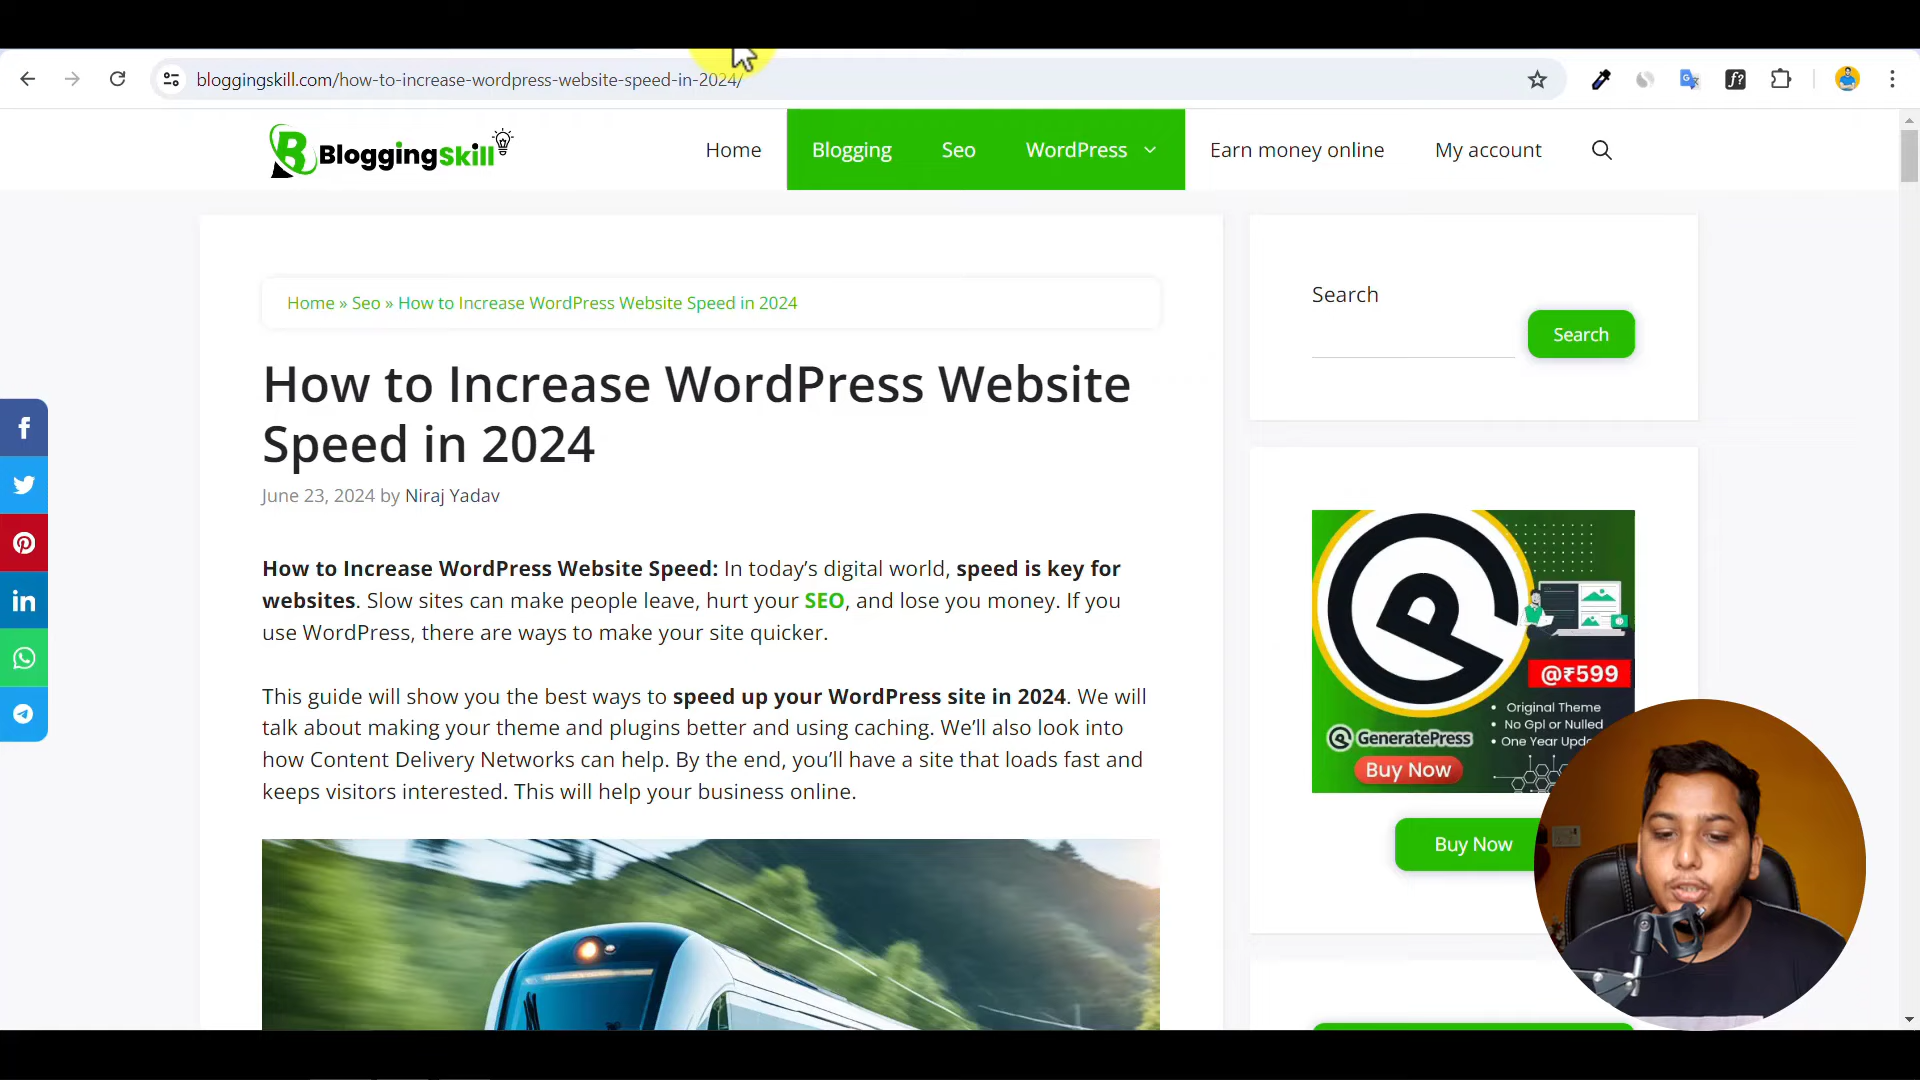 bloggingskill.com/how-to-increase-wordpress-website-speed-in-2024/
BloggingSkill
Home
Blogging
Seo
WordPress
Earn money online
My account
Home » Seo » How to Increase WordPress Website Speed in 2024
How to Increase WordPress Website
Speed in 2024
June 23, 2024 by Niraj Yadav
How to Increase WordPress Website Speed: In today’s digital world, speed is key for
websites. Slow sites can make people leave, hurt your SEO, and lose you money. If you
use WordPress, there are ways to make your site quicker.
This guide will show you the best ways to speed up your WordPress site in 2024. We will
talk about making your theme and plugins better and using caching. We’ll also look into
how Content Delivery Networks can help. By the end, you’ll have a site that loads fast and
keeps visitors interested. This will help your business online.
Search
Search
@₹599
• Original Theme
• No Gpl or Nulled
• One Year
GeneratePress
Buy Now
Buy Now